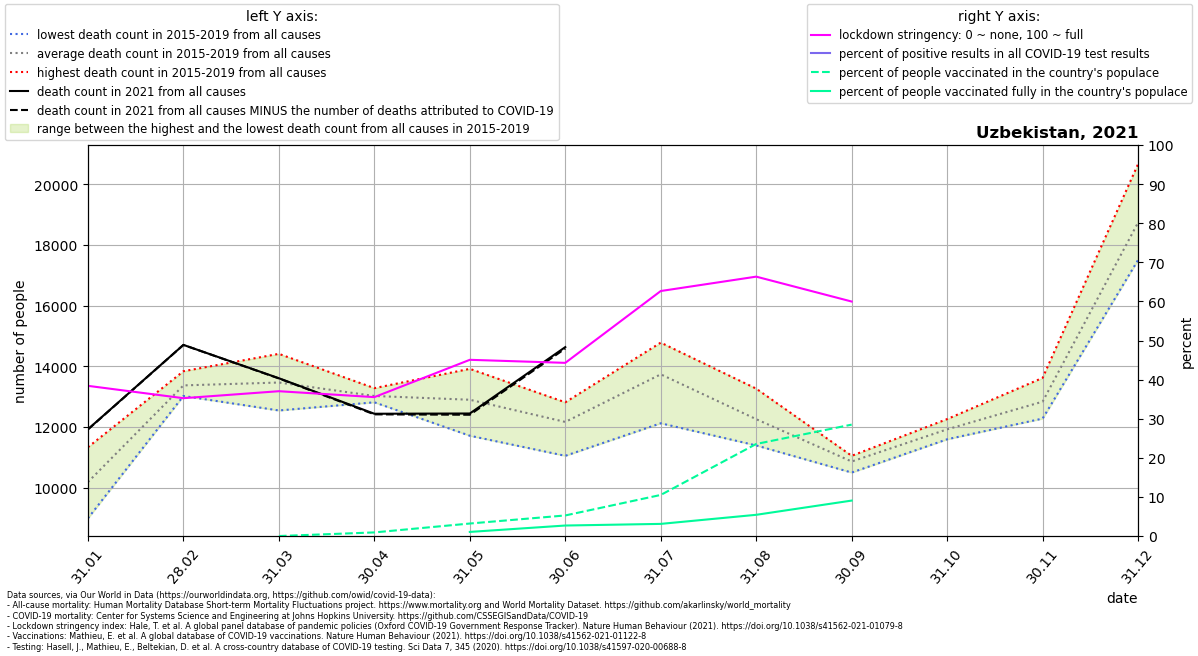 left Y axis:
lowest death count in 2015-2019 from all causes
average death count in 2015-2019 from all causes
highest death count in 2015-2019 from all causes
death count in 2021 from all causes
death count in 2021 from all causes MINUS the number of deaths attributed to COVID-19
range between the highest and the lowest death count from all causes in 2015-2019
right Y axis:
lockdown stringency: 0 ~ none, 100 ~ full
percent of positive results in all COVID-19 test results
percent of people vaccinated in the country's populace
percent of people vaccinated fully in the country's populace
Uzbekistan, 2021
number of people
20000
18000
16000
14000
12000
10000
100
90
80
70
60
50
40
30
20
10
0
percent
31.01
28.02
31.03
30.04
31.05
30.06
31.07
31.08
30.09
31.10
30.11
31.12
date
Data sources, via Our World in Data (https://ourworldindata.org, https://github.com/owid/covid-19-data):
- All-cause mortality: Human Mortality Database Short-term Mortality Fluctuations project. https://www.mortality.org and World Mortality Dataset. https://github.com/akarlinsky/world_mortality
- COVID-19 mortality: Center for Systems Science and Engineering at Johns Hopkins University. https://github.com/CSSEGISandData/COVID-19
- Lockdown stringency index: Hale, T. et al. A global panel database of pandemic policies (Oxford COVID-19 Government Response Tracker). Nature Human Behaviour (2021). https://doi.org/10.1038/s41562-021-01079-8
- Vaccinations: Mathieu, E. et al. A global database of COVID-19 vaccinations. Nature Human Behaviour (2021). https://doi.org/10.1038/s41562-021-01122-8
- Testing: Hasell, J., Mathieu, E., Beltekian, D. et al. A cross-country database of COVID-19 testing. Sci Data 7, 345 (2020). https://doi.org/10.1038/s41597-020-00688-8